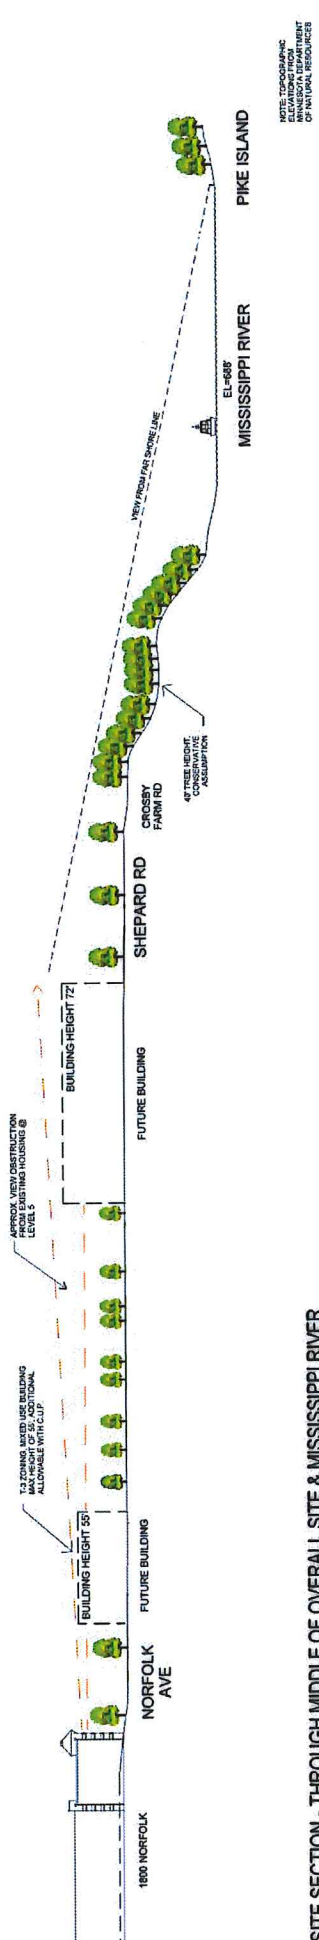 NOTE: TOPOGRAPHIC
ELEVATIONS FROM
MINNESOTA DEPARTMENT
OF NATURAL RESOURCES
PIKE ISLAND
EL=688'
MISSISSIPPI RIVER
VIEW FROM FAR SHORE LINE
40' TREE HEIGHT,
CONSERVATIVE
ASSUMPTION
CROSBY
FARM RD
SHEPARD RD
BUILDING HEIGHT 72'
FUTURE BUILDING
APPROX. VIEW OBSTRUCTION
FROM EXISTING HOUSING @
LEVEL 5
T-3 ZONING, MIXED USE BUILDING
MAX HEIGHT OF 55', ADDITIONAL
ALLOWABLE WITH C.U.P.
BUILDING HEIGHT 55'
FUTURE BUILDING
NORFOLK
AVE
1800 NORFOLK
SITE SECTION - THROUGH MIDDLE OF OVERALL SITE & MISSISSIPPI RIVER